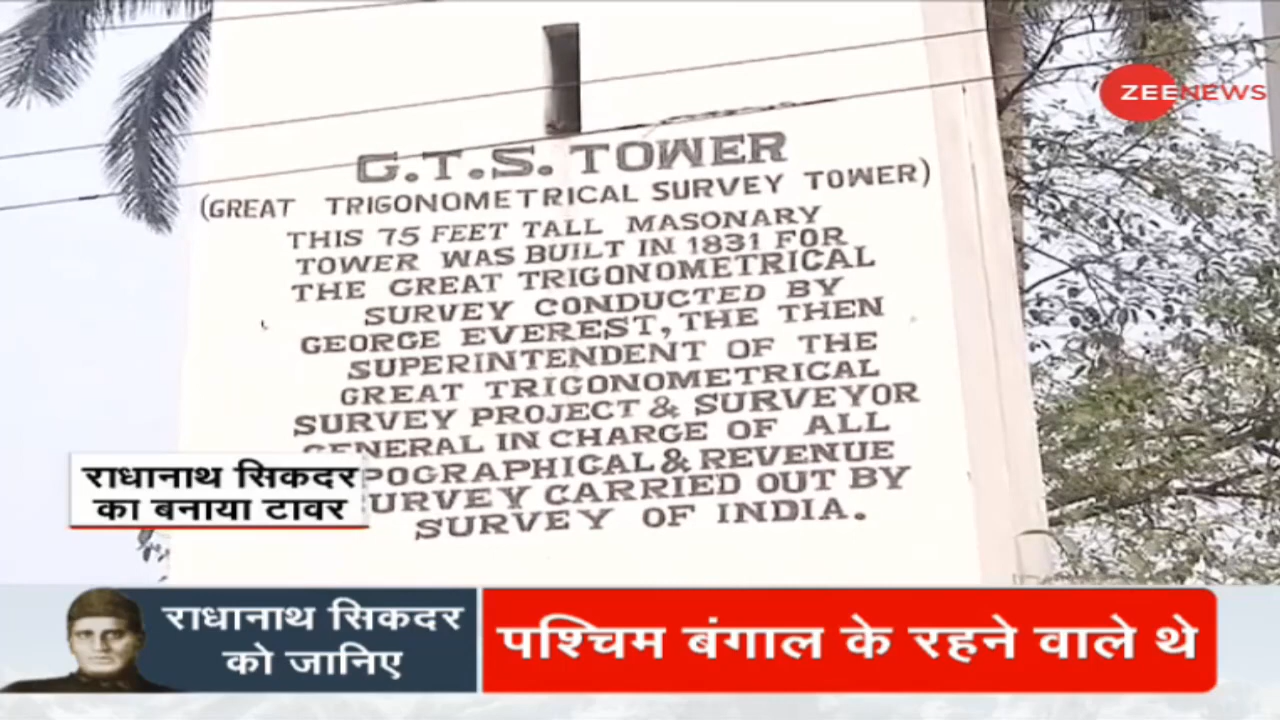 ZEE NEWS
G.T.S. TOWER
(GREAT TRIGONOMETRICAL SURVEY TOWER)
THIS 75 FEET TALL MASONARY
TOWER WAS BUILT IN 1831 FOR
THE GREAT TRIGONOMETRICAL
SURVEY CONDUCTED BY
GEORGE EVEREST, THE THEN
SUPERINTENDENT OF THE
GREAT TRIGONOMETRICAL
SURVEY PROJECT & SURVEYOR
GENERAL IN CHARGE OF ALL
POGRAPHICAL & REVENUE
URVEY CARRIED OUT BY
SURVEY OF INDIA.
राधानाथ सिकदर
का बनाया टावर
राधानाथ सिकदर
को जानिए
पश्चिम बंगाल के रहने वाले थे